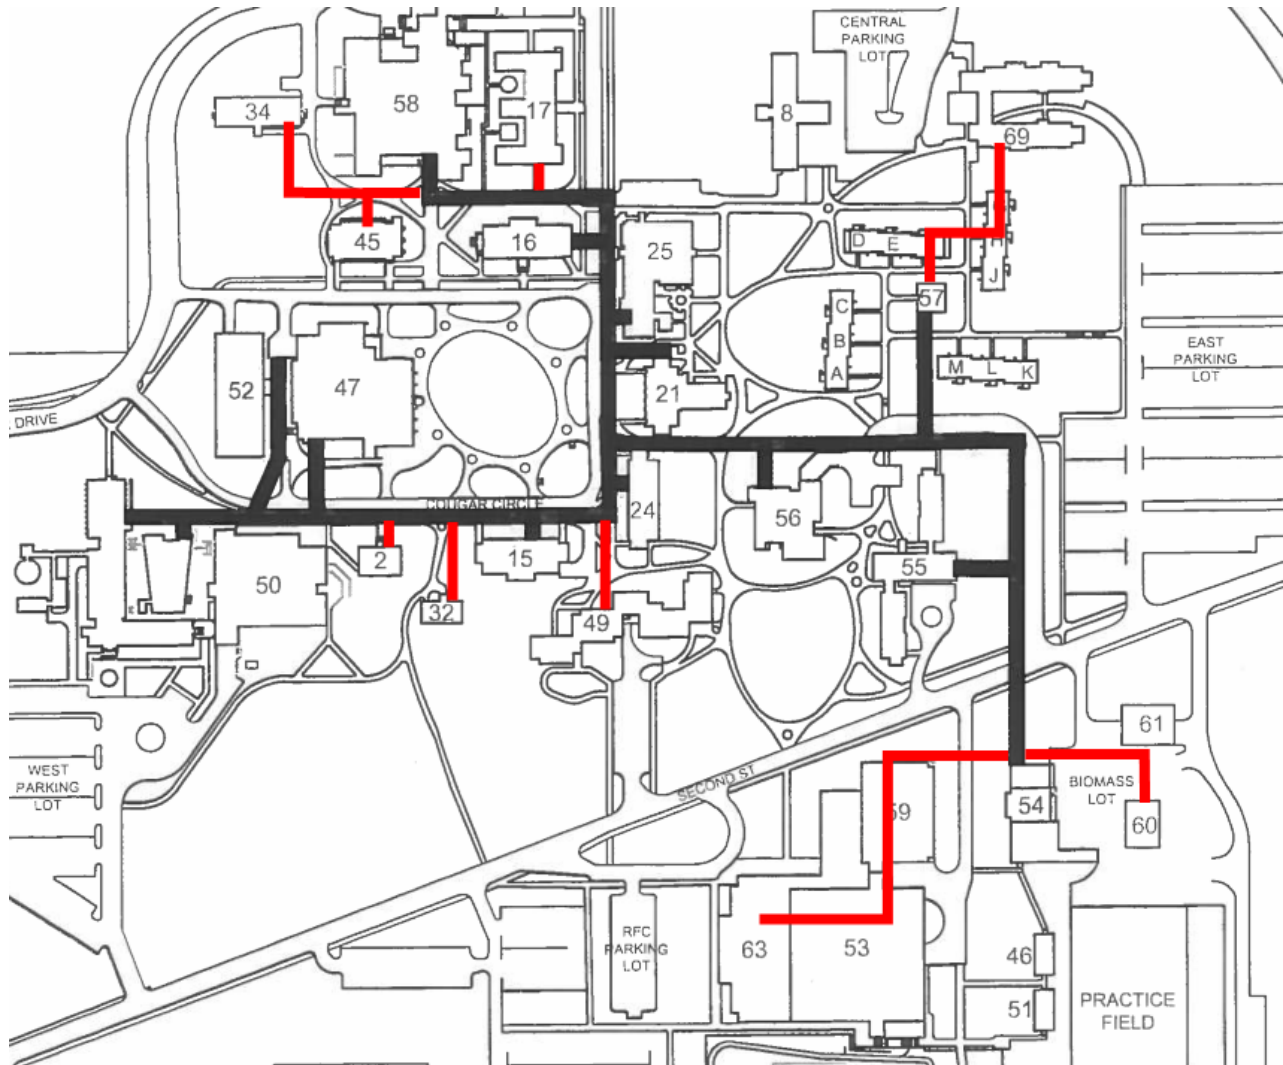 CENTRAL
PARKING
LOT
34
58
17
8
69
45
16
25
D
E
H
J
57
C
B
A
52
47
21
M
L
K
EAST
PARKING
LOT
DRIVE
COUGAR CIRCLE
24
56
50
2
15
55
32
49
61
WEST
PARKING
LOT
SECOND ST
BIOMASS
LOT
59
54
60
RFC
PARKING
LOT
63
53
46
51
PRACTICE
FIELD